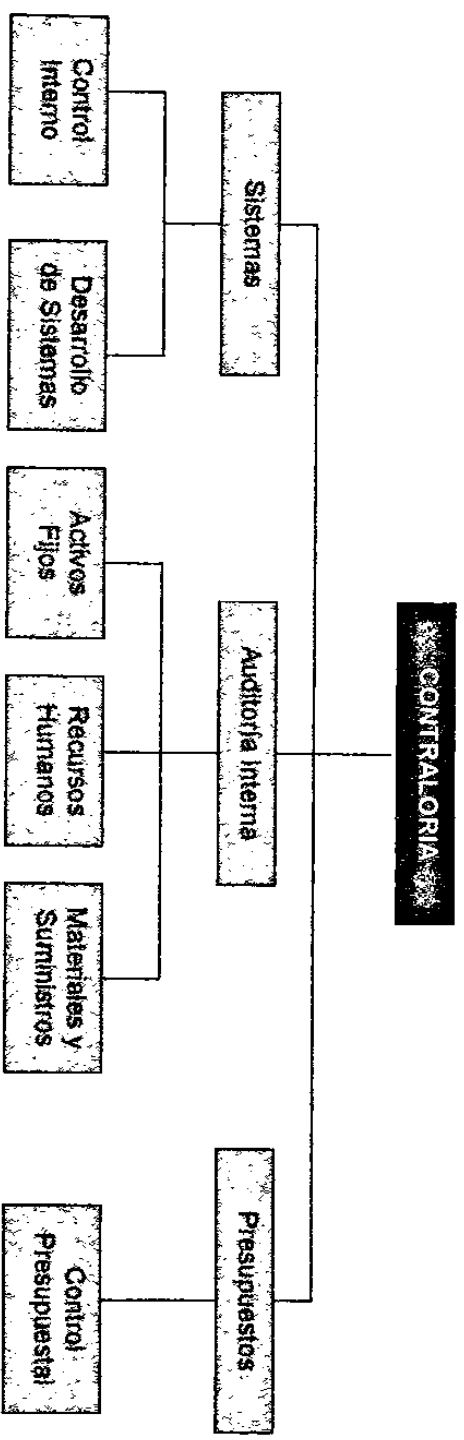 CONTRALORIA
Sistemas
Auditoría Interna
Presupuestos
Control
Interno
Desarrollo
de Sistemas
Activos
Fijos
Recursos
Humanos
Materiales y
Suministros
Control
Presupuestal